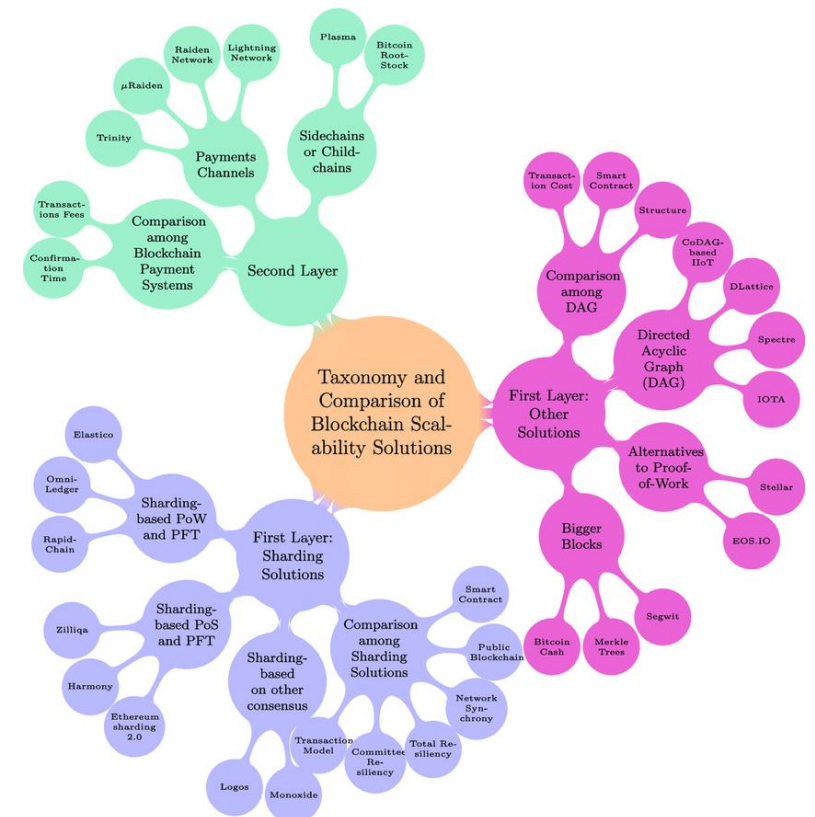 Plasma
Bitcoin
Root-
Stock
Raiden
Network
Lightning
Network
μRaiden
Trinity
Payments
Channels
Sidechains
or Child-
chains
Transact-
ions Fees
Confirma-
tion
Time
Comparison
among
Blockchain
Payment
Systems
Second Layer
Taxonomy and
Comparison of
Blockchain Scal-
ability Solutions
Transact-
ion Cost
Smart
Contract
Structure
Comparison
among
DAG
CoDAG-
based
IIoT
DLattice
Spectre
IOTA
Directed
Acyclic
Graph
(DAG)
First Layer:
Other
Solutions
Alternatives
to Proof-
of-Work
Stellar
EOS.IO
Bigger
Blocks
Segwit
Merkle
Trees
Bitcoin
Cash
Elastico
Omni-
Ledger
Rapid-
Chain
Sharding-
based PoW
and PFT
First Layer:
Sharding
Solutions
Sharding-
based PoS
and PFT
Zilliqa
Harmony
Ethereum
sharding
2.0
Sharding-
based
on other
consensus
Logos
Monoxide
Comparison
among
Sharding
Solutions
Smart
Contract
Public
Blockchain
Network
Syn-
chrony
Total Re-
siliency
Committee
Re-
siliency
Transaction
Model